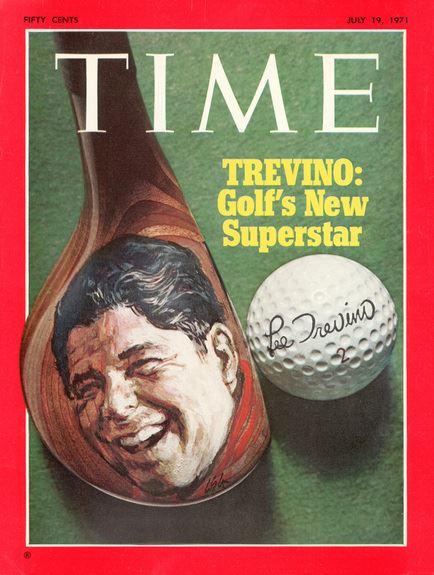 FIFTY CENTS JULY 19, 1971
TIME
TREVINO:
Golf's New
Superstar
Lee Trevino
2
®